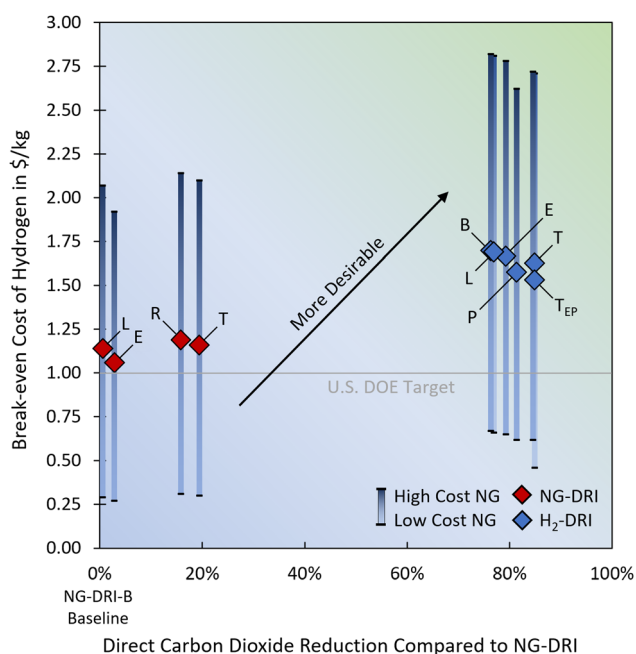 Break-even Cost of Hydrogen in $/kg
3.00
2.75
2.50
2.25
2.00
1.75
1.50
1.25
1.00
0.75
0.50
0.25
0.00
L
E
R
T
More Desirable
B
L
E
P
T
T_EP
U.S. DOE Target
High Cost NG
Low Cost NG
NG-DRI
H₂-DRI
0%
20%
40%
60%
80%
100%
NG-DRI-B
Baseline
Direct Carbon Dioxide Reduction Compared to NG-DRI